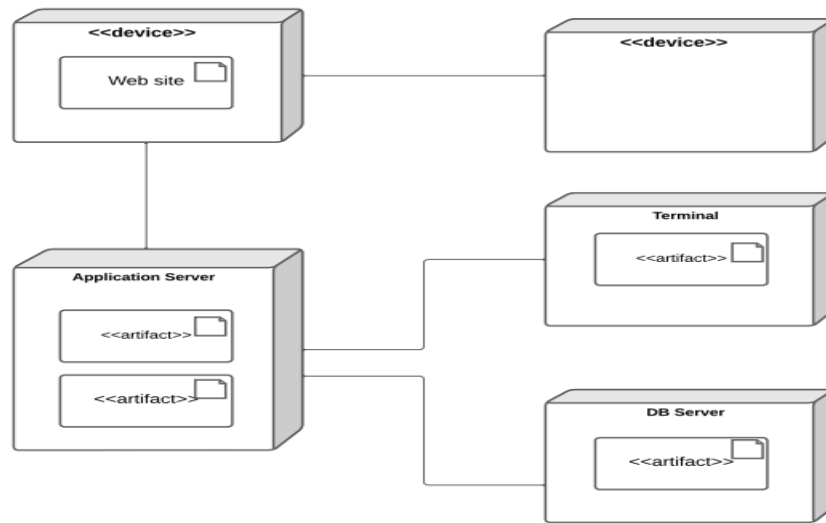 <<device>>
Web site
<<device>>
Application Server
<<artifact>>
<<artifact>>
Terminal
<<artifact>>
DB Server
<<artifact>>